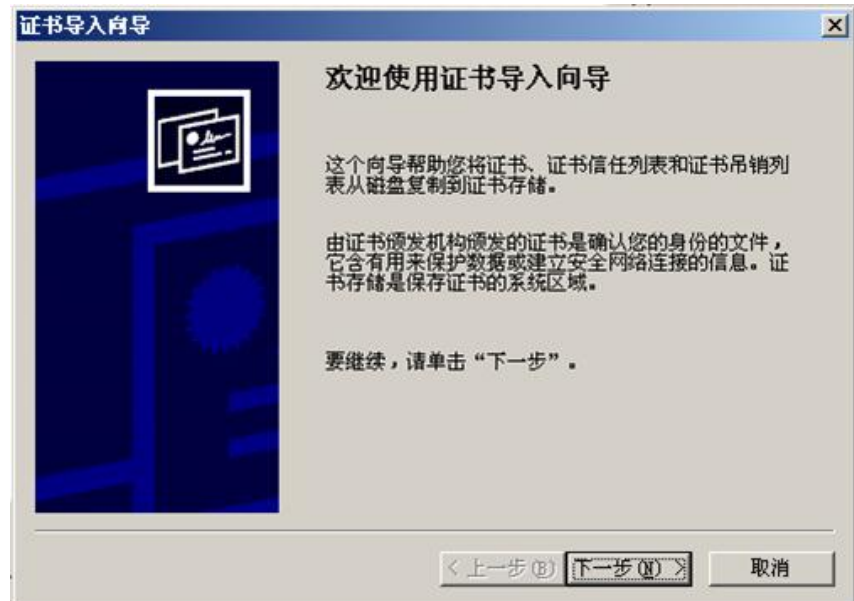 证书导入向导
欢迎使用证书导入向导
这个向导帮助您将证书、证书信任列表和证书吊销列
表从磁盘复制到证书存储。
由证书颁发机构颁发的证书是确认您的身份的文件，
它含有用来保护数据或建立安全网络连接的信息。证
书存储是保存证书的系统区域。
要继续，请单击“下一步”。
< 上一步(B) 下一步(N) > 取消